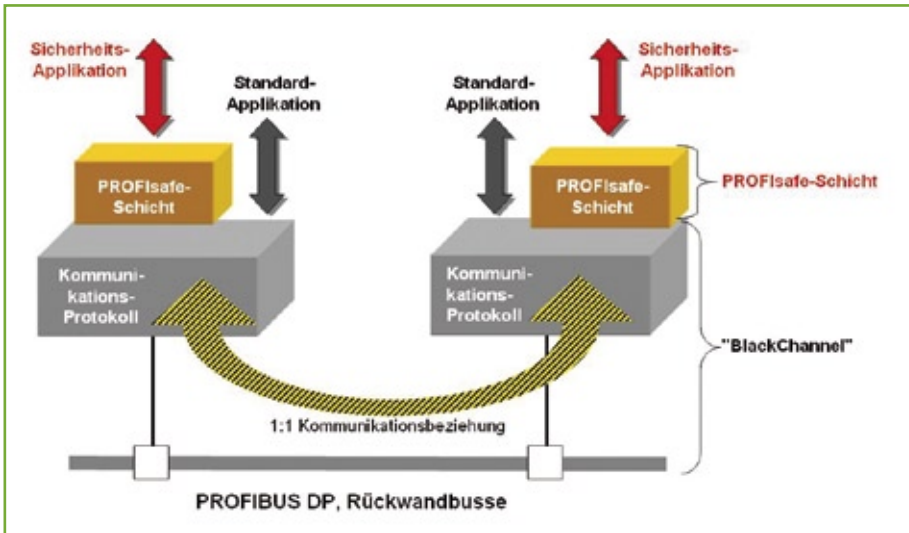 Sicherheits-
Applikation
Standard-
Applikation
PROFIsafe-
Schicht
Kommuni-
kations-
Protokoll
Sicherheits-
Applikation
Standard-
Applikation
PROFIsafe-
Schicht
Kommuni-
kations-
Protokoll
PROFIsafe-Schicht
"BlackChannel"
1:1 Kommunikationsbeziehung
PROFIBUS DP, Rückwandbusse